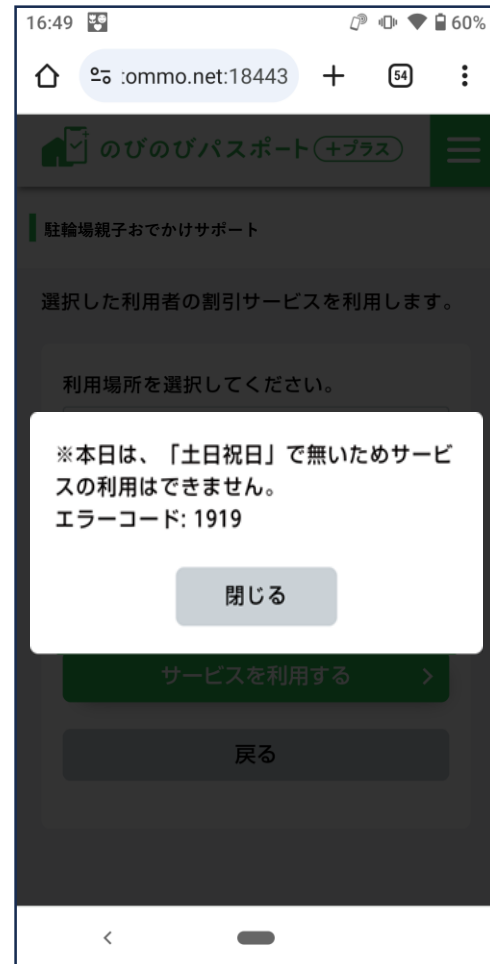 16:49
60%
:ommo.net:18443
54
のびのびパスポート +プラス
駐輪場親子おでかけサポート
選択した利用者の割引サービスを利用します。
利用場所を選択してください。
※本日は、「土日祝日」で無いためサービ
スの利用はできません。
エラーコード: 1919
閉じる
サービスを利用する
戻る